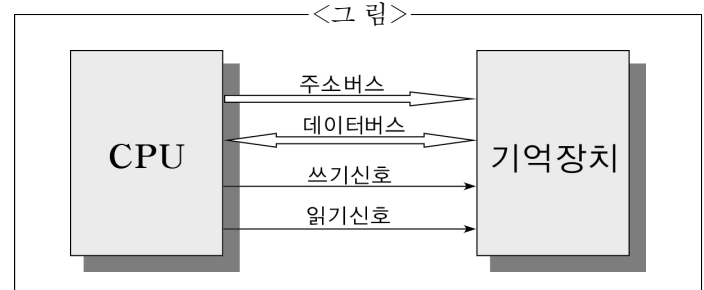 <그 림>
주소버스
데이터버스
CPU
기억장치
쓰기신호
읽기신호